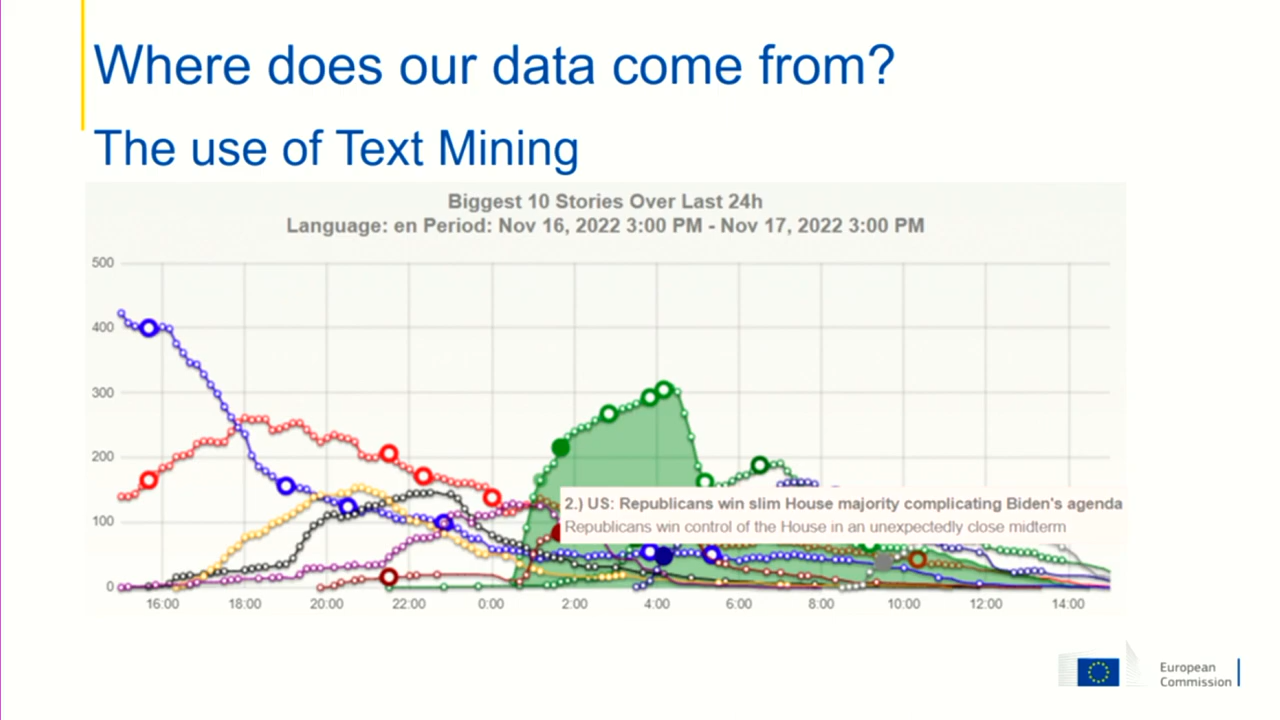 Where does our data come from?
The use of Text Mining
Biggest 10 Stories Over Last 24h
Language: en Period: Nov 16, 2022 3:00 PM - Nov 17, 2022 3:00 PM
500
400
300
200
100
0
2.) US: Republicans win slim House majority complicating Biden's agenda
Republicans win control of the House in an unexpectedly close midterm
16:00 18:00 20:00 22:00 0:00 2:00 4:00 6:00 8:00 10:00 12:00 14:00
European
Commission